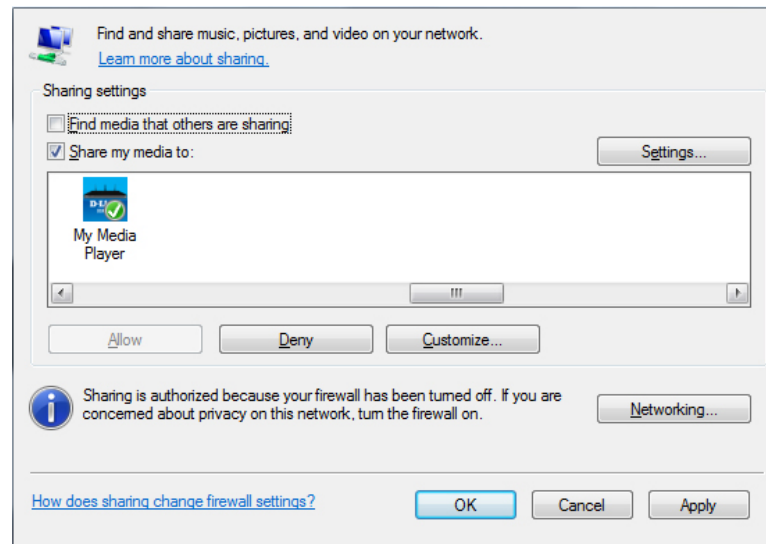 Find and share music, pictures, and video on your network.
Learn more about sharing.
Sharing settings
Find media that others are sharing
Share my media to:
Settings...
My Media
Player
Allow
Deny
Customize...
Sharing is authorized because your firewall has been turned off. If you are
concerned about privacy on this network, turn the firewall on.
Networking...
How does sharing change firewall settings?
OK
Cancel
Apply